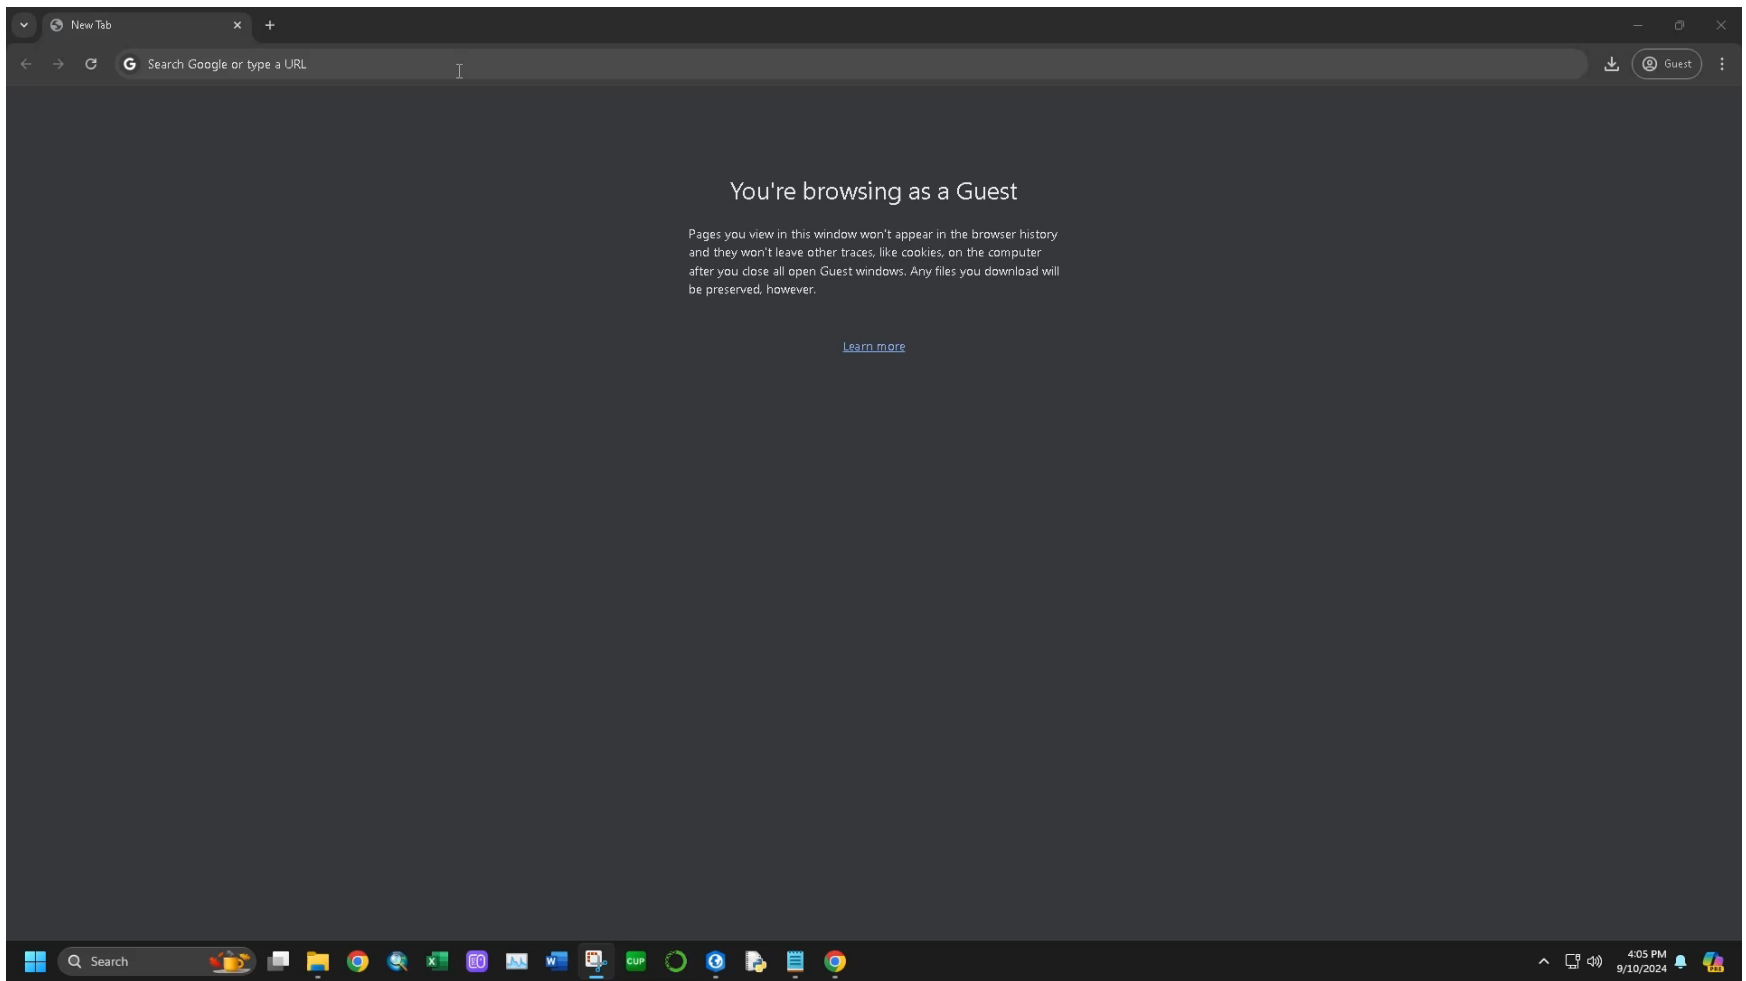 New Tab
Search Google or type a URL
Guest
You're browsing as a Guest
Pages you view in this window won't appear in the browser history
and they won't leave other traces, like cookies, on the computer
after you close all open Guest windows. Any files you download will
be preserved, however.
Learn more
Search
CUP
4:05 PM
9/10/2024
PRE